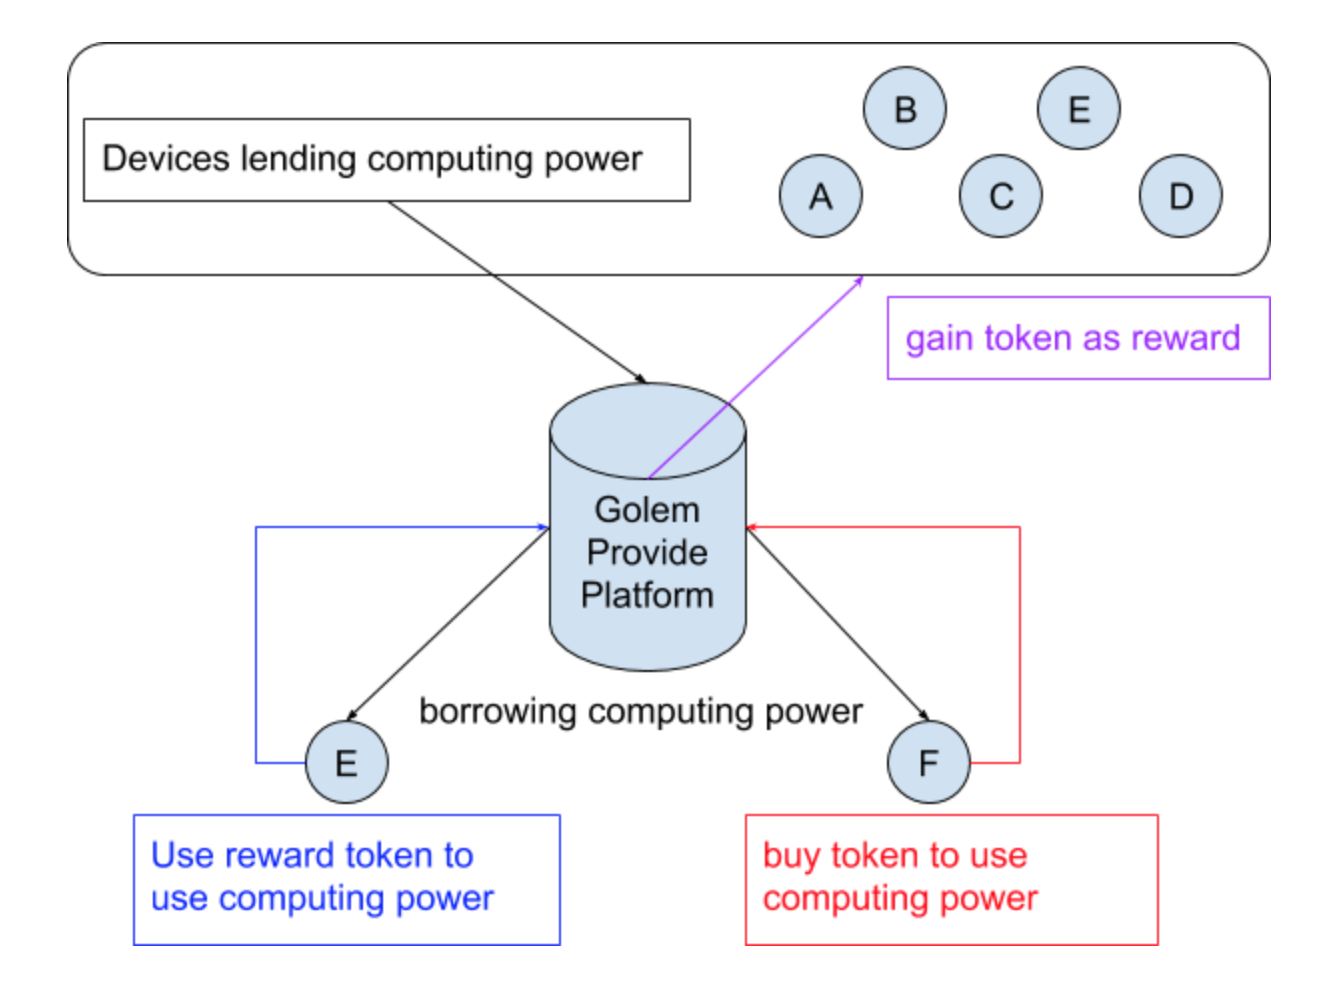 B
E
Devices lending computing power
A
C
D
gain token as reward
Golem
Provide
Platform
borrowing computing power
E
F
Use reward token to
use computing power
buy token to use
computing power